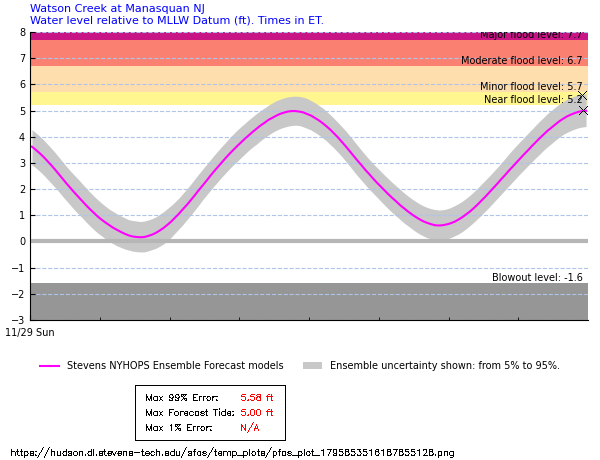 Watson Creek at Manasquan NJ
Water level relative to MLLW Datum (ft). Times in ET.
8
Major flood level: 7.7
7
Moderate flood level: 6.7
6
Minor flood level: 5.7
Near flood level: 5.2
5
4
3
2
1
0
−1
Blowout level: -1.6
−2
−3
11/29 Sun
Stevens NYHOPS Ensemble Forecast models
Ensemble uncertainty shown: from 5% to 95%.
Max 99% Error: 5.58 ft
Max Forecast Tide: 5.00 ft
Max 1% Error: N/A
https://hudson.dl.stevens-tech.edu/sfas/temp_plots/pfas_plot_1795853516187855128.png